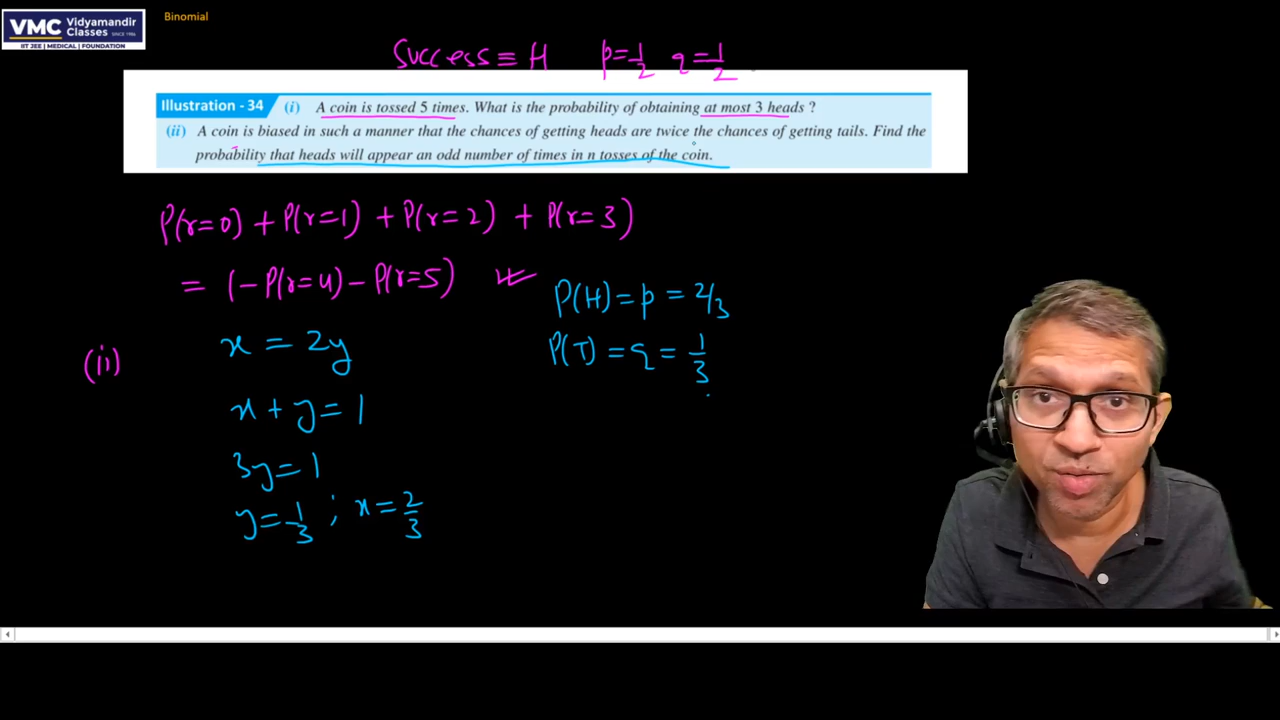 VMC Vidyamandir Classes SINCE 1986
IIT JEE | MEDICAL | FOUNDATION
Binomial
Success ≡ H p=1/2 q=1/2
Illustration - 34 (i) A coin is tossed 5 times. What is the probability of obtaining at most 3 heads ?
(ii) A coin is biased in such a manner that the chances of getting heads are twice the chances of getting tails. Find the
probability that heads will appear an odd number of times in n tosses of the coin.
P(r=0) + P(r=1) + P(r=2) + P(r=3)
= 1 - P(r=4) - P(r=5)
P(H) = p = 2/3
(ii) x = 2y
P(T) = q = 1/3
x + y = 1
3y = 1
y = 1/3 ; x = 2/3